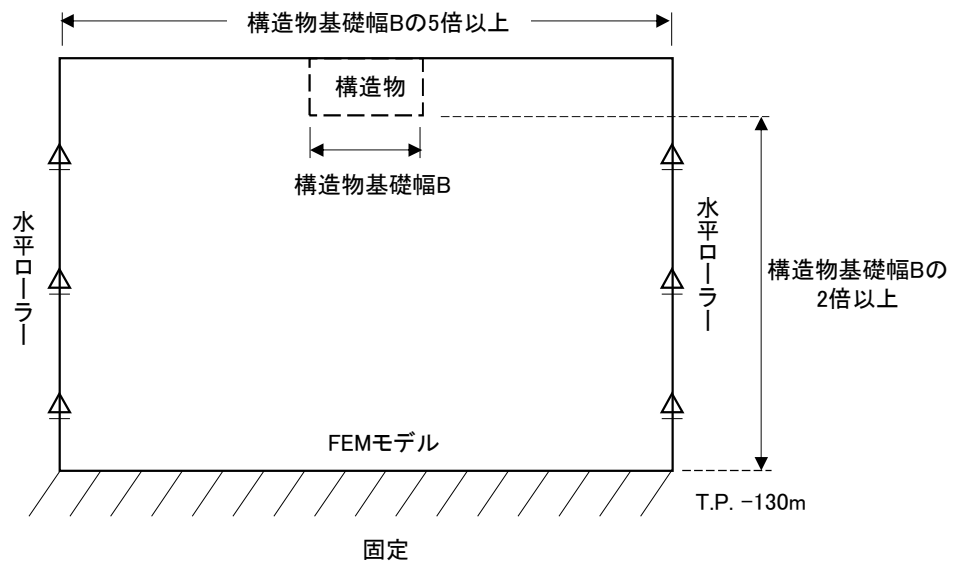 構造物基礎幅Bの5倍以上
構造物
構造物基礎幅B
水平ローラー
水平ローラー
構造物基礎幅Bの
2倍以上
FEMモデル
T.P. -130m
固定